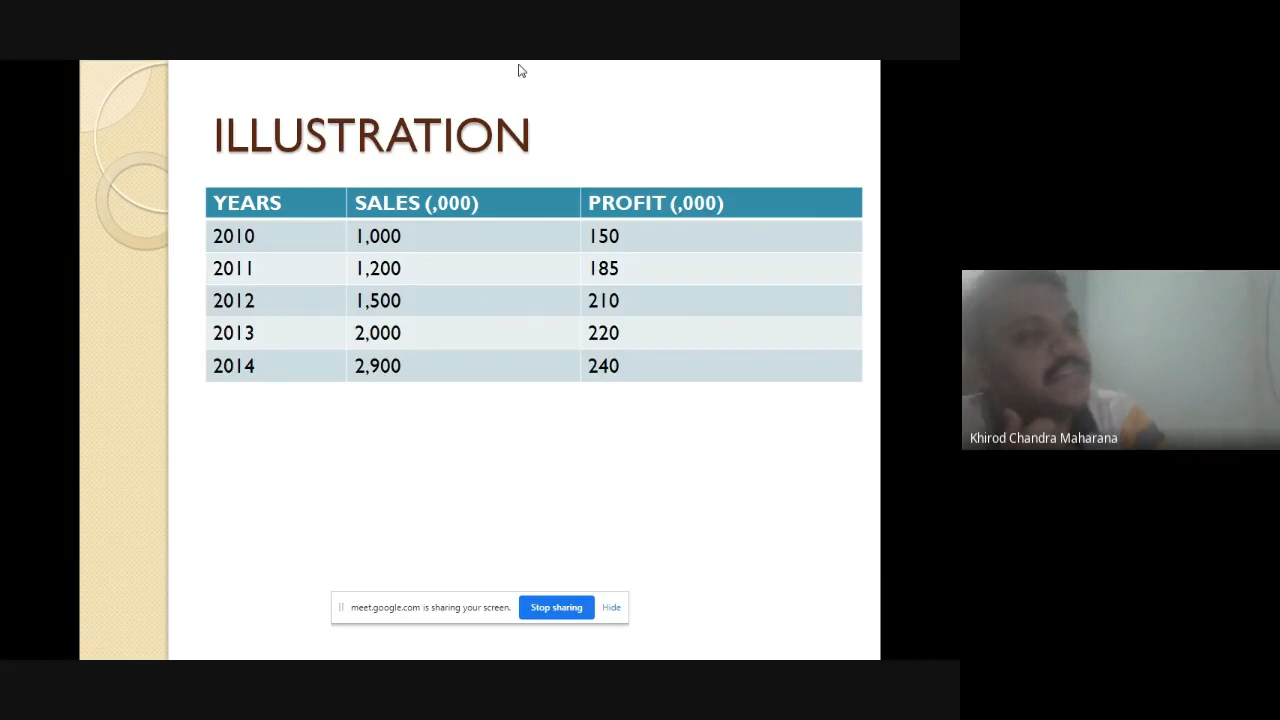 ILLUSTRATION
YEARS SALES (,000) PROFIT (,000)
2010 1,000 150
2011 1,200 185
2012 1,500 210
2013 2,000 220
2014 2,900 240
meet.google.com is sharing your screen. Stop sharing Hide
Khirod Chandra Maharana